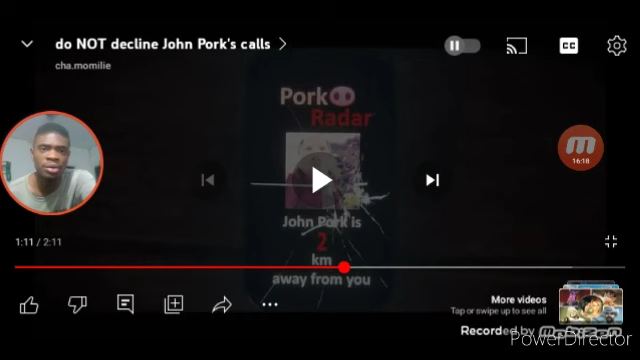 do NOT decline John Pork's calls
cha.momilie
CC
Pork
Radar
16:18
John Pork is
2
km
away from you
1:11 / 2:11
More videos
Tap or swipe up to see all
Recorded by
PowerDirector